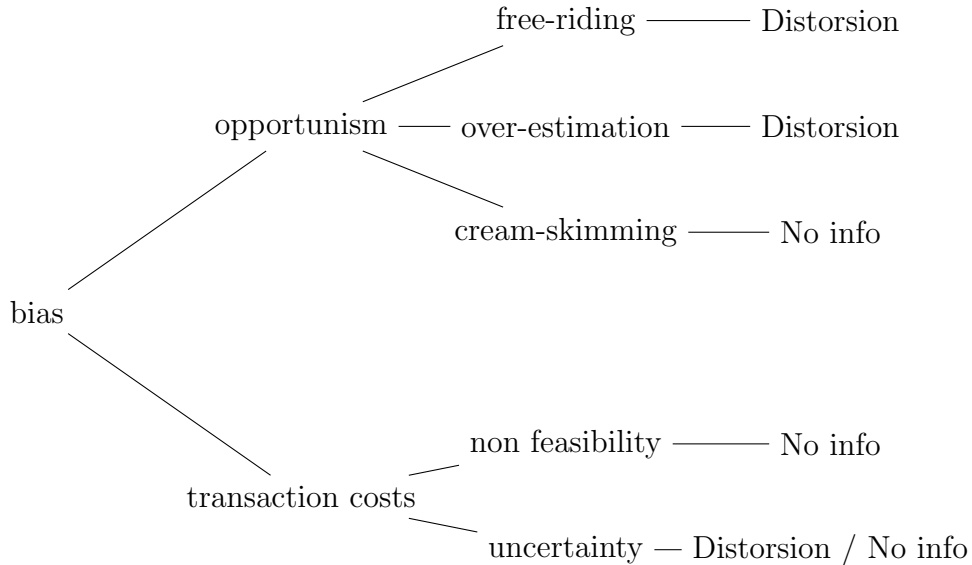 free-riding Distorsion
opportunism over-estimation Distorsion
cream-skimming No info
bias
non feasibility No info
transaction costs
uncertainty Distorsion / No info